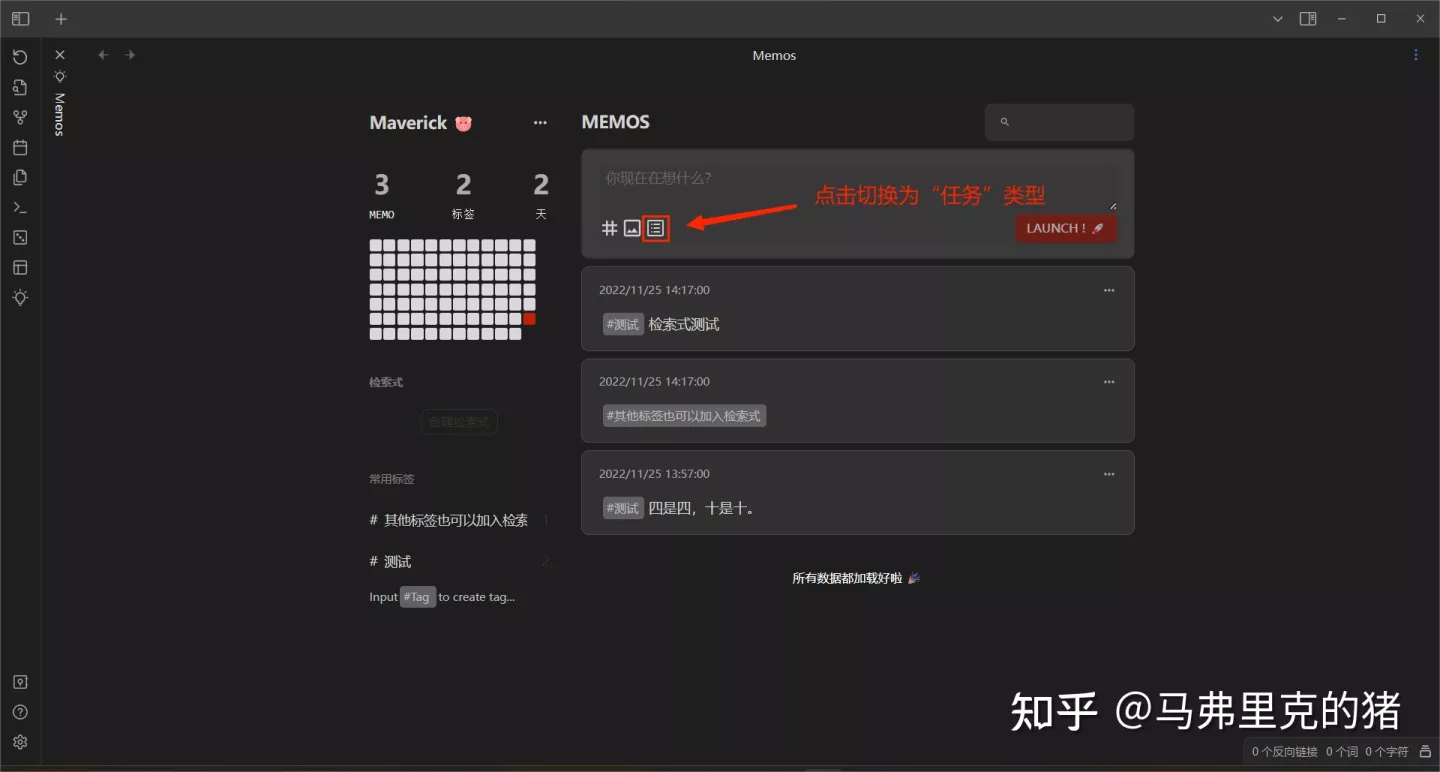 Memos
Memos
Maverick
3 2 2
MEMO 标签 天
检索式
创建检索式
常用标签
# 其他标签也可以加入检索 1
# 测试 2
Input #Tag to create tag...
MEMOS
你现在在想什么?
点击切换为“任务”类型
LAUNCH !
2022/11/25 14:17:00
#测试 检索式测试
2022/11/25 14:17:00
#其他标签也可以加入检索式
2022/11/25 13:57:00
#测试 四是四，十是十。
所有数据都加载好啦
知乎 @马弗里克的猪
0 个反向链接 0 个词 0 个字符